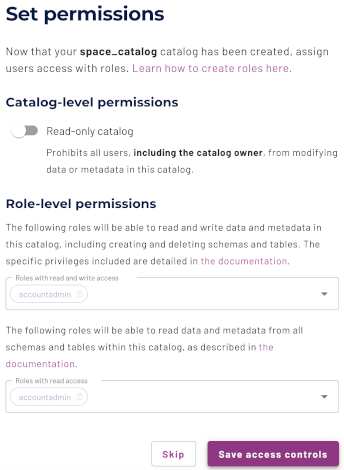 Set permissions
Now that your space_catalog catalog has been created, assign
users access with roles. Learn how to create roles here.
Catalog-level permissions
Read-only catalog
Prohibits all users, including the catalog owner, from modifying
data or metadata in this catalog.
Role-level permissions
The following roles will be able to read and write data and metadata in
this catalog, including creating and deleting schemas and tables. The
specific privileges included are detailed in the documentation.
Roles with read and write access
accountadmin
The following roles will be able to read data and metadata from all
schemas and tables within this catalog, as described in the
documentation.
Roles with read access
accountadmin
Skip
Save access controls